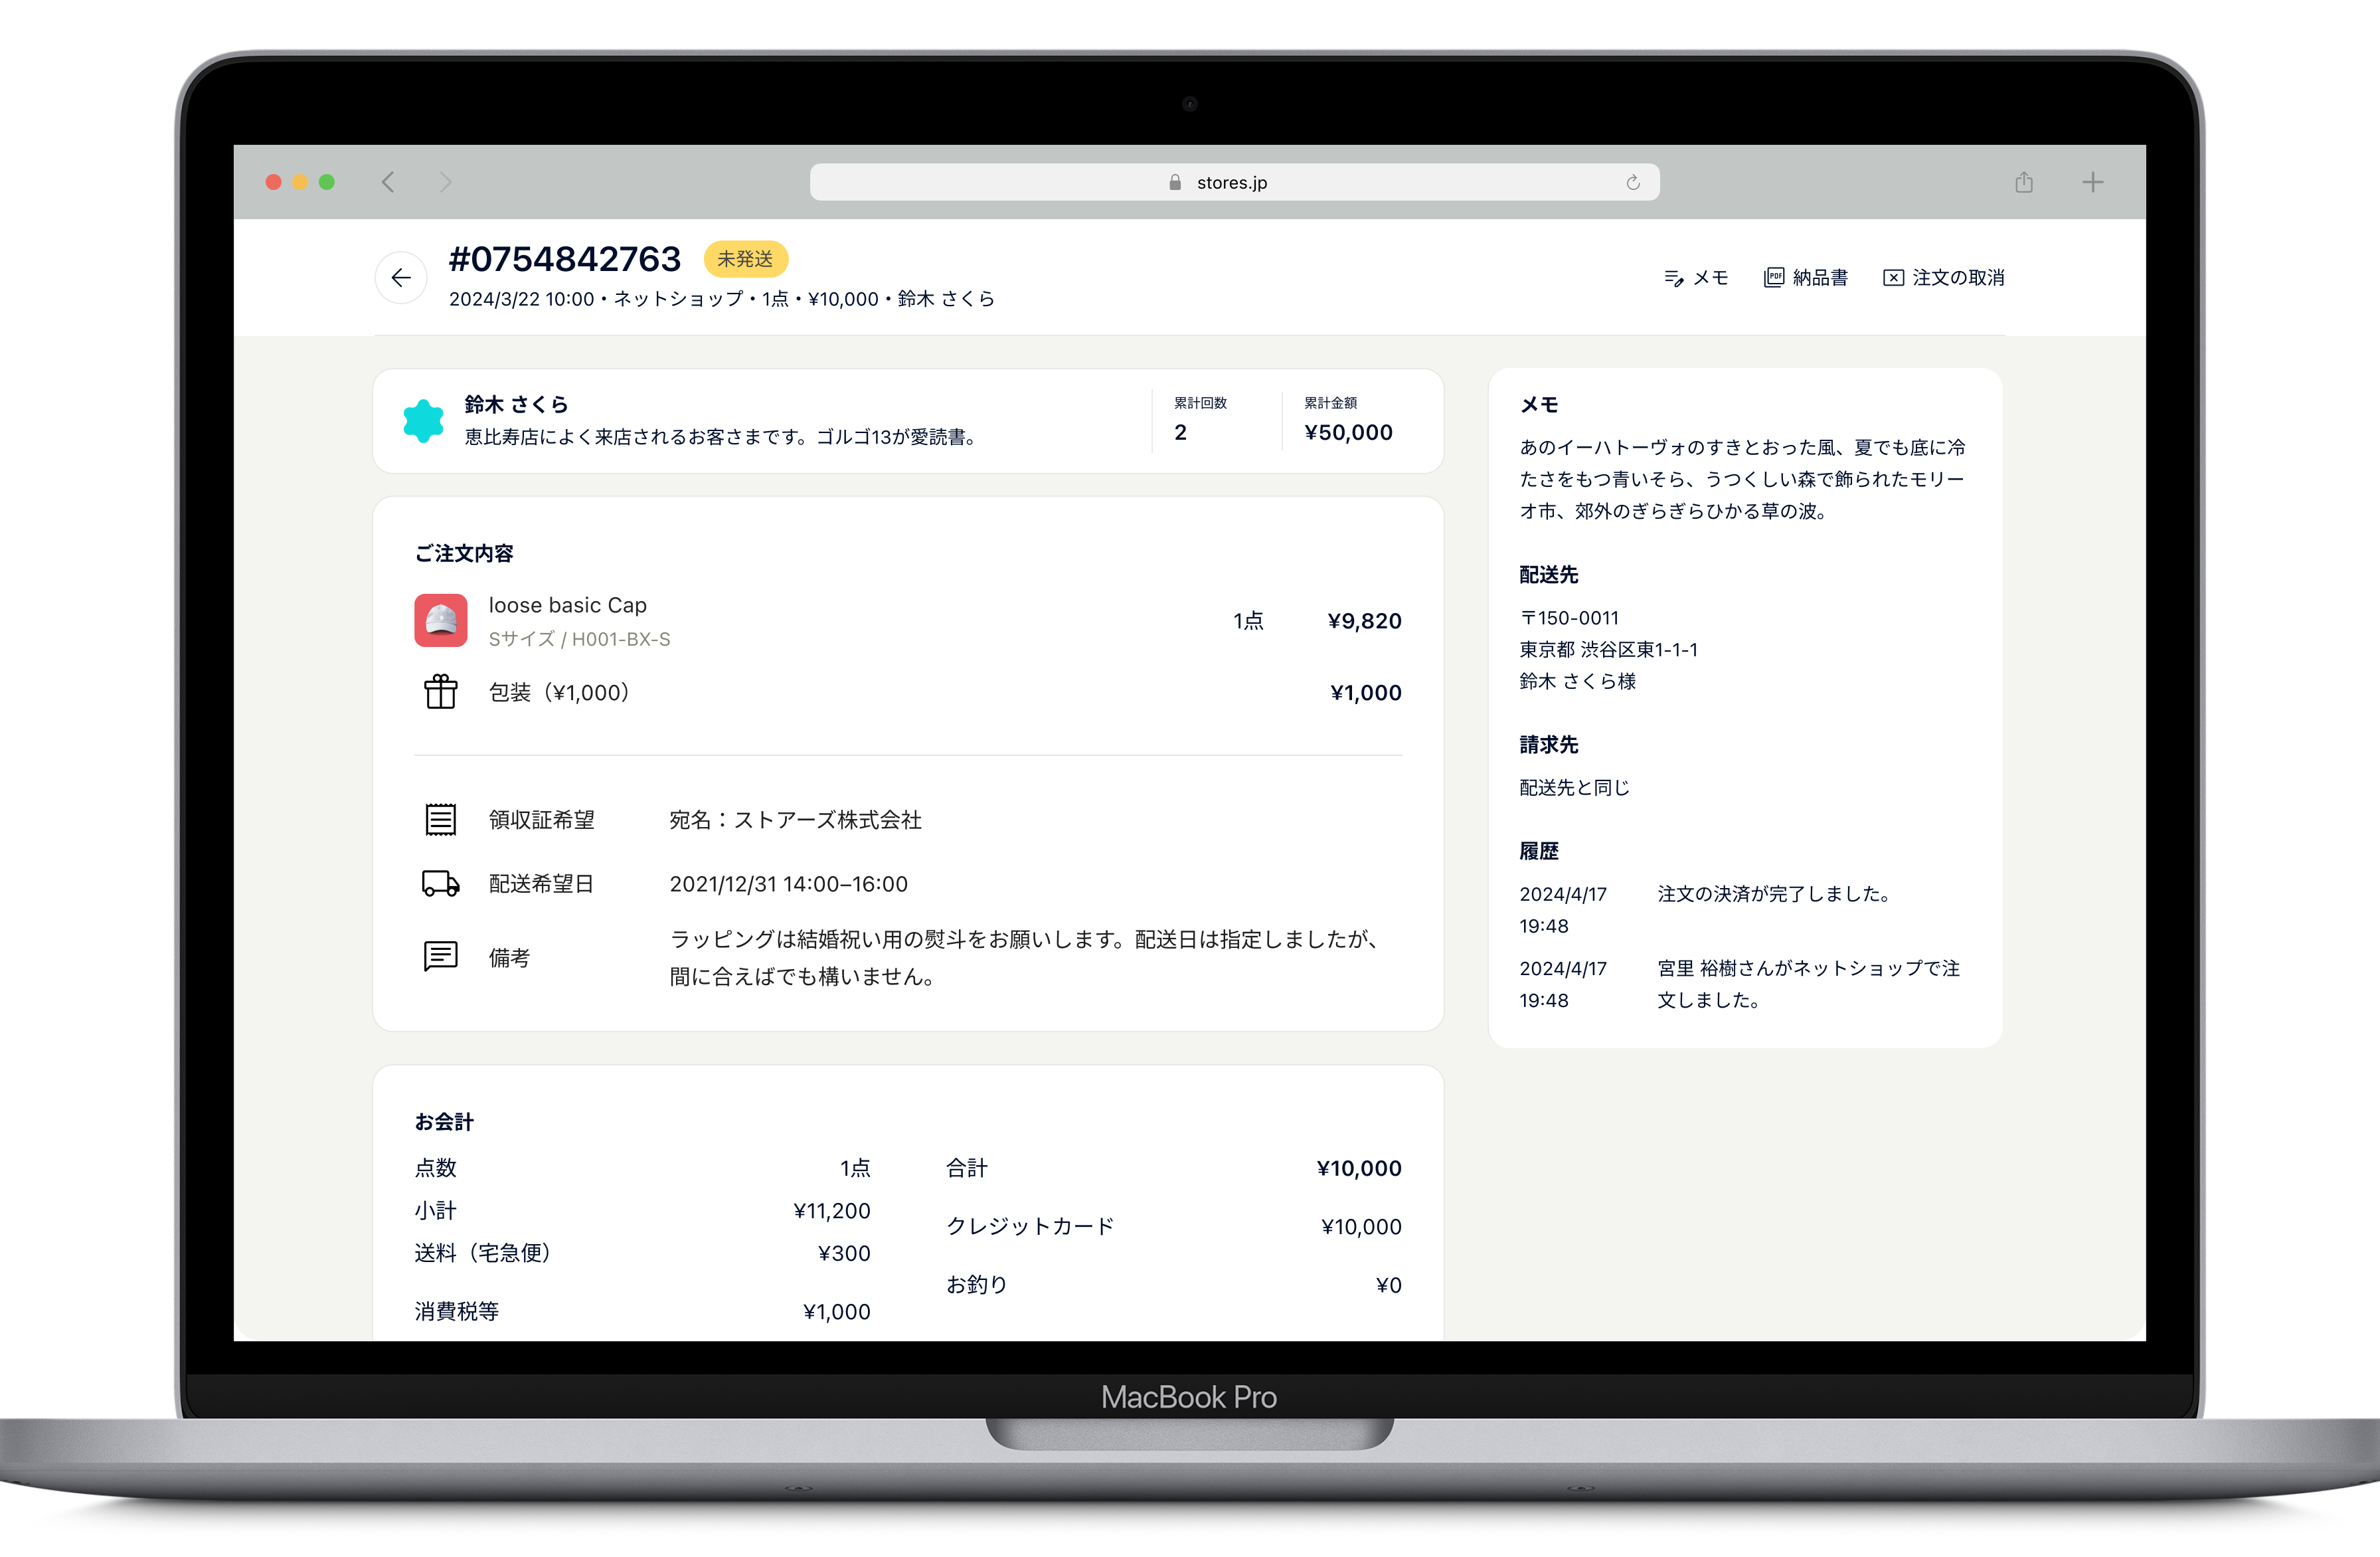 stores.jp
#0754842763 未発送
2024/3/22 10:00・ネットショップ・1点・¥10,000・鈴木 さくら
メモ
PDF 納品書
注文の取消
鈴木 さくら
恵比寿店によく来店されるお客さまです。ゴルゴ13が愛読書。
累計回数
2
累計金額
¥50,000
ご注文内容
loose basic Cap
Sサイズ / H001-BX-S
1点 ¥9,820
包装（¥1,000） ¥1,000
領収証希望 宛名：ストアーズ株式会社
配送希望日 2021/12/31 14:00–16:00
備考
ラッピングは結婚祝い用の熨斗をお願いします。配送日は指定しましたが、
間に合えばでも構いません。
お会計
点数 1点
小計 ¥11,200
送料（宅急便） ¥300
消費税等 ¥1,000
合計 ¥10,000
クレジットカード ¥10,000
お釣り ¥0
メモ
あのイーハトーヴォのすきとおった風、夏でも底に冷
たさをもつ青いそら、うつくしい森で飾られたモリー
オ市、郊外のぎらぎらひかる草の波。
配送先
〒150-0011
東京都 渋谷区東1-1-1
鈴木 さくら様
請求先
配送先と同じ
履歴
2024/4/17 注文の決済が完了しました。
19:48
2024/4/17 宮里 裕樹さんがネットショップで注
19:48 文しました。
MacBook Pro